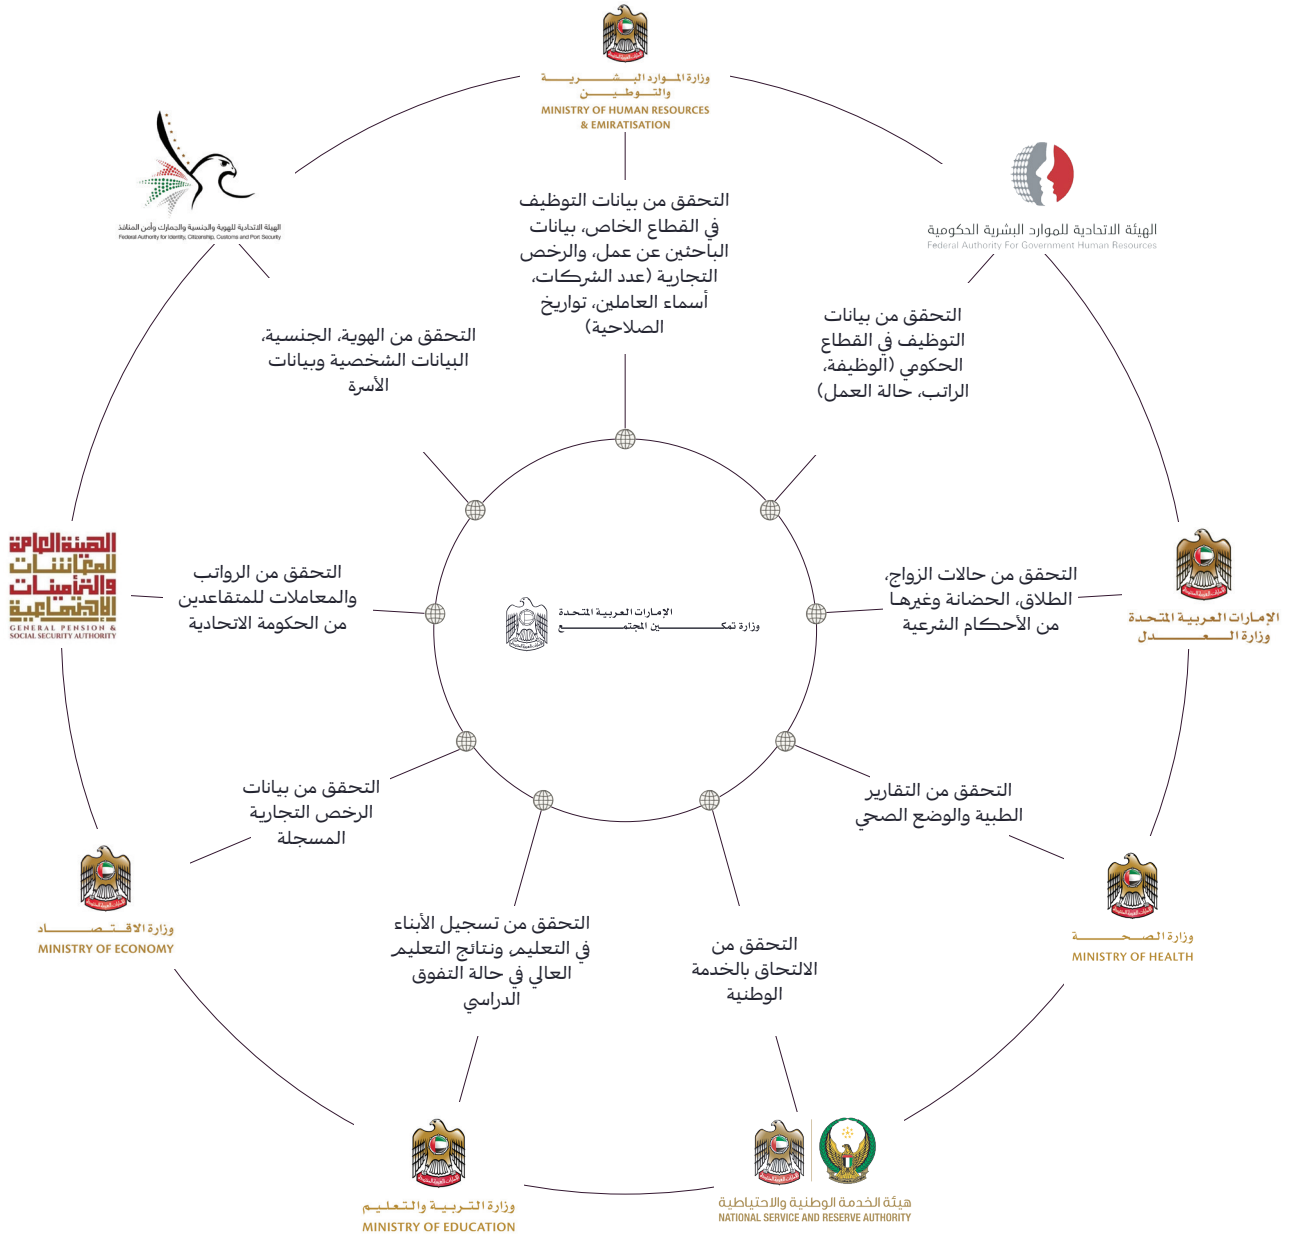 وزارة الموارد البشرية
والتوطين
MINISTRY OF HUMAN RESOURCES
& EMIRATISATION
التحقق من بيانات التوظيف
في القطاع الخاص، بيانات
الباحثين عن عمل، والرخص
التجارية (عدد الشركات،
أسماء العاملين، تواريخ
الصلاحية)
الهيئة الاتحادية للموارد البشرية الحكومية
Federal Authority For Government Human Resources
التحقق من بيانات
التوظيف في القطاع
الحكومي (الوظيفة،
الراتب، حالة العمل)
الإمارات العربية المتحدة
وزارة العدل
التحقق من حالات الزواج،
الطلاق، الحضانة وغيرها
من الأحكام الشرعية
وزارة الصحة
MINISTRY OF HEALTH
التحقق من التقارير
الطبية والوضع الصحي
هيئة الخدمة الوطنية والاحتياطية
NATIONAL SERVICE AND RESERVE AUTHORITY
التحقق من
الالتحاق بالخدمة
الوطنية
وزارة التربية والتعليم
MINISTRY OF EDUCATION
التحقق من تسجيل الأبناء
في التعليم، ونتائج التعليم
العالي في حالة التفوق
الدراسي
وزارة الاقتصاد
MINISTRY OF ECONOMY
التحقق من بيانات
الرخص التجارية
المسجلة
الهيئة العامة
للمعاشات
والتأمينات
الاجتماعية
GENERAL PENSION &
SOCIAL SECURITY AUTHORITY
التحقق من الرواتب
والمعاملات للمتقاعدين
من الحكومة الاتحادية
الهيئة الاتحادية للهوية والجنسية والجمارك وأمن المنافذ
Federal Authority for Identity, Citizenship, Customs and Port Security
التحقق من الهوية، الجنسية،
البيانات الشخصية وبيانات
الأسرة
الإمارات العربية المتحدة
وزارة تمكين المجتمع